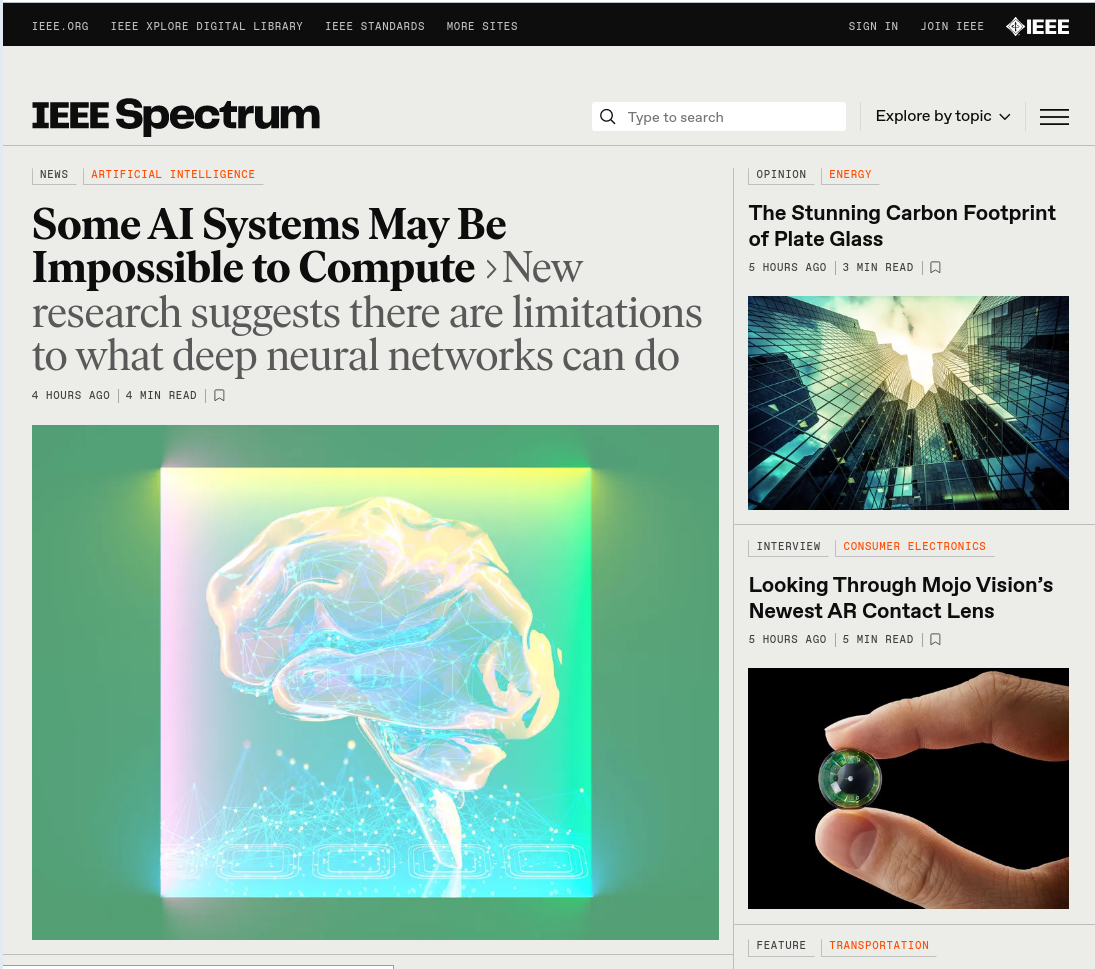 IEEE.ORG IEEE XPLORE DIGITAL LIBRARY IEEE STANDARDS MORE SITES SIGN IN JOIN IEEE IEEE
IEEE Spectrum
Type to search
Explore by topic
NEWS ARTIFICIAL INTELLIGENCE
Some AI Systems May Be
Impossible to Compute › New
research suggests there are limitations
to what deep neural networks can do
4 HOURS AGO 4 MIN READ
OPINION ENERGY
The Stunning Carbon Footprint
of Plate Glass
5 HOURS AGO 3 MIN READ
INTERVIEW CONSUMER ELECTRONICS
Looking Through Mojo Vision’s
Newest AR Contact Lens
5 HOURS AGO 5 MIN READ
FEATURE TRANSPORTATION